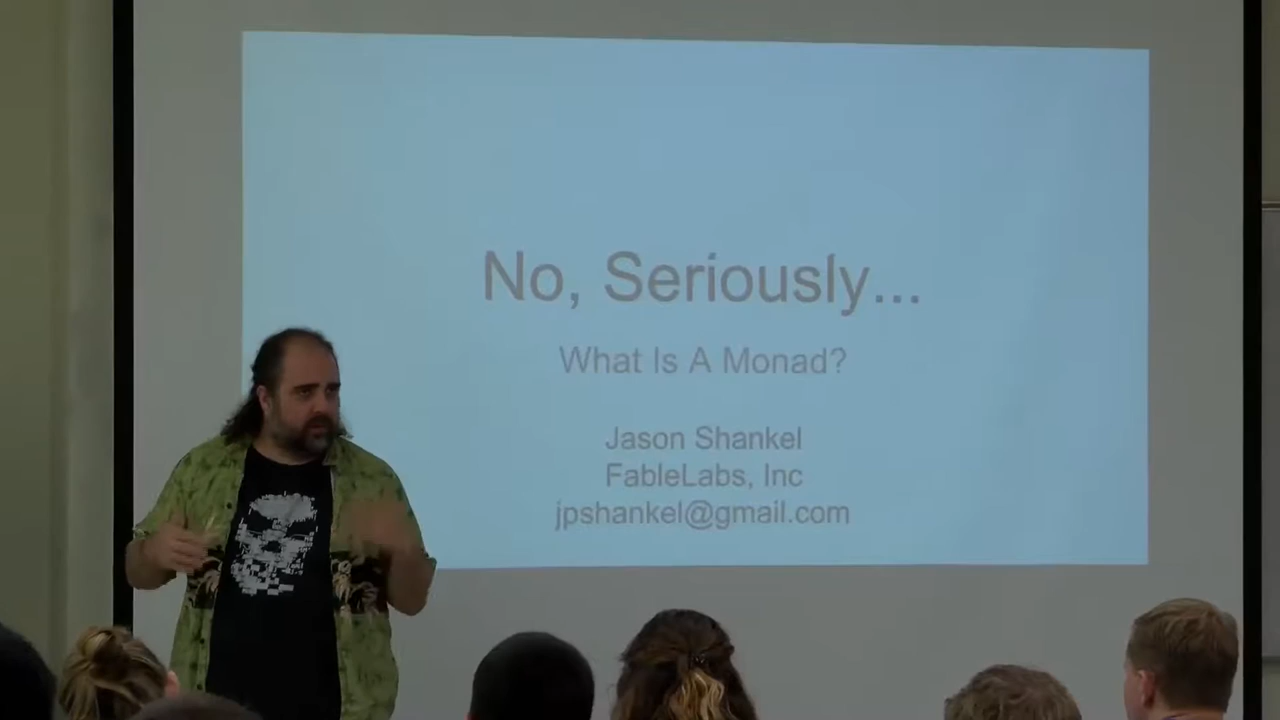 No, Seriously...
What Is A Monad?
Jason Shankel
FableLabs, Inc
jpshankel@gmail.com